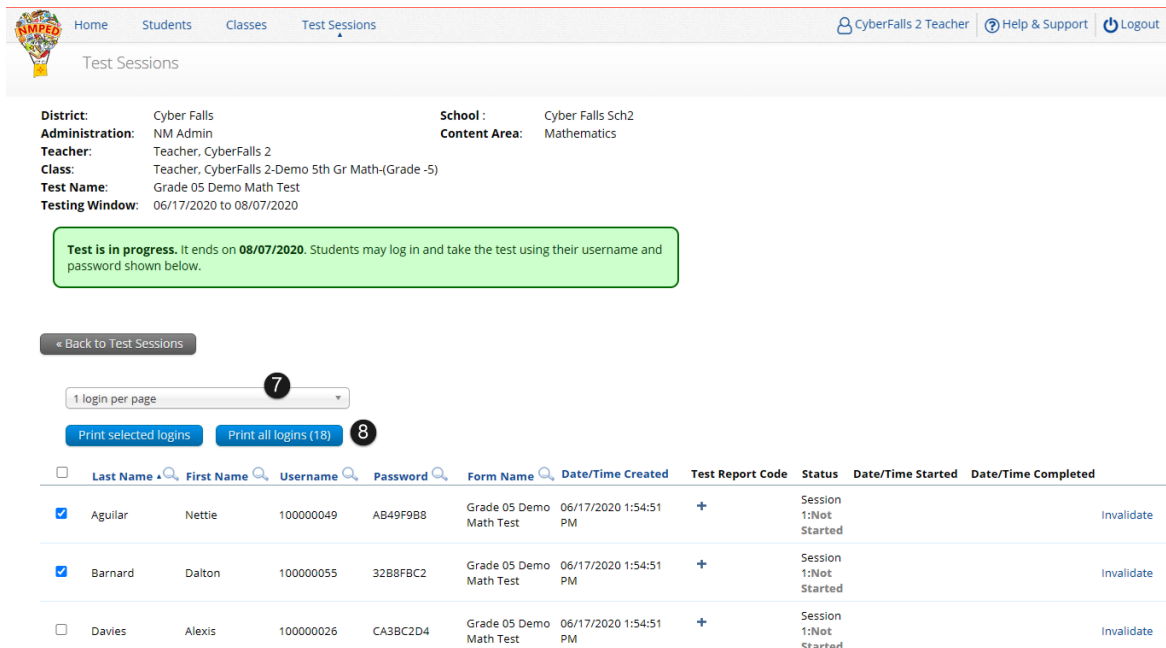 NMPED
Home Students Classes Test Sessions CyberFalls 2 Teacher Help & Support Logout
Test Sessions
District: Cyber Falls School : Cyber Falls Sch2
Administration: NM Admin Content Area: Mathematics
Teacher: Teacher, CyberFalls 2
Class: Teacher, CyberFalls 2-Demo 5th Gr Math-(Grade -5)
Test Name: Grade 05 Demo Math Test
Testing Window: 06/17/2020 to 08/07/2020
Test is in progress. It ends on 08/07/2020. Students may log in and take the test using their username and
password shown below.
« Back to Test Sessions
7
1 login per page
Print selected logins Print all logins (18) 8
Last Name First Name Username Password Form Name Date/Time Created Test Report Code Status Date/Time Started Date/Time Completed
Aguilar Nettie 100000049 AB49F9B8 Grade 05 Demo Math Test 06/17/2020 1:54:51 PM + Session 1:Not Started Invalidate
Barnard Dalton 100000055 32B8FBC2 Grade 05 Demo Math Test 06/17/2020 1:54:51 PM + Session 1:Not Started Invalidate
Davies Alexis 100000026 CA3BC2D4 Grade 05 Demo Math Test 06/17/2020 1:54:51 PM + Session 1:Not Started Invalidate